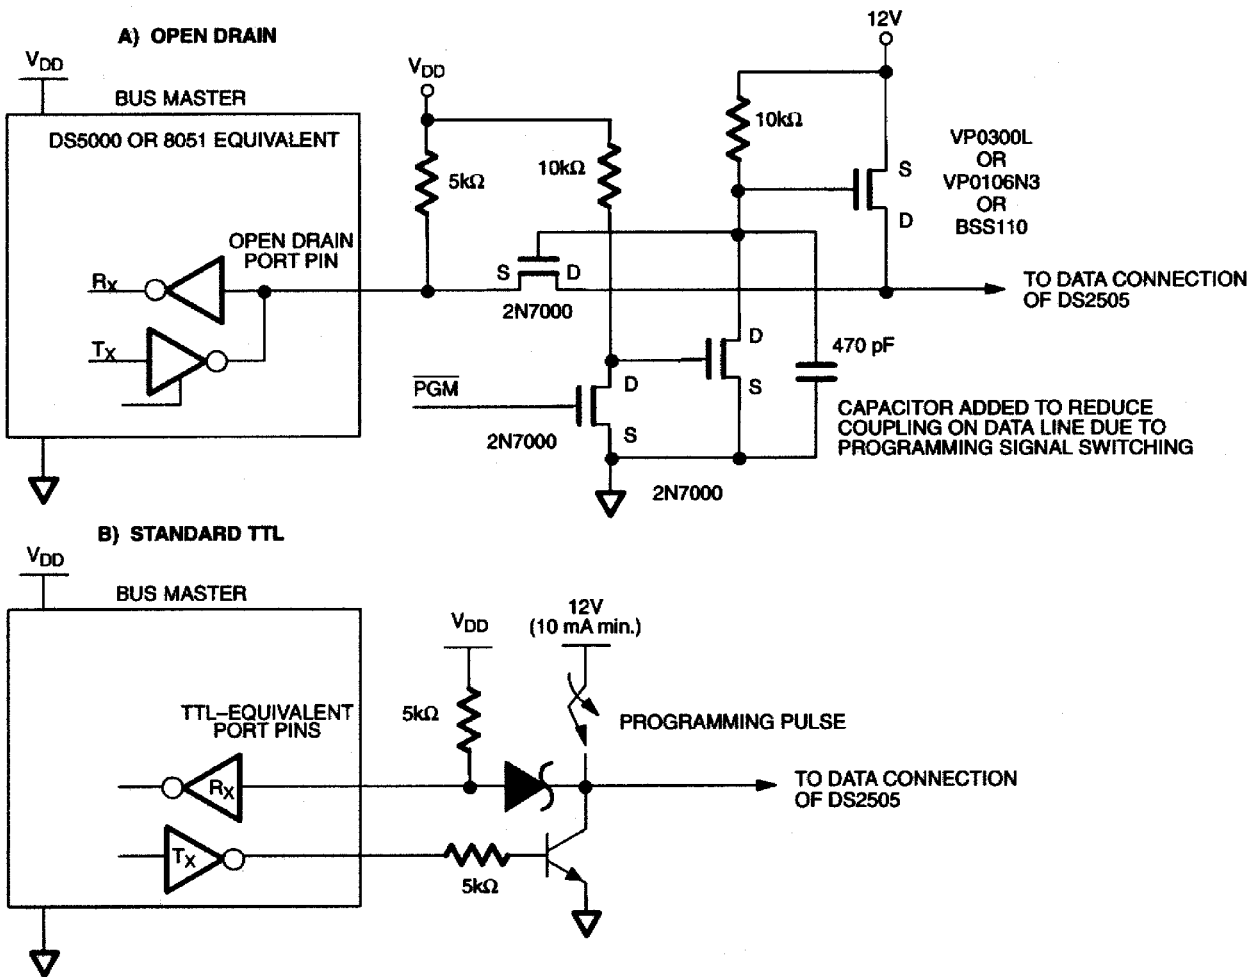 A) OPEN DRAIN
VDD
BUS MASTER
DS5000 OR 8051 EQUIVALENT
OPEN DRAIN
PORT PIN
RX
TX
VDD
5kΩ
10kΩ
12V
10kΩ
S
D
VP0300L
OR
VP0106N3
OR
BSS110
S D
2N7000
TO DATA CONNECTION
OF DS2505
PGM
D
S
2N7000
D
S
2N7000
470 pF
CAPACITOR ADDED TO REDUCE
COUPLING ON DATA LINE DUE TO
PROGRAMMING SIGNAL SWITCHING
B) STANDARD TTL
VDD
BUS MASTER
TTL–EQUIVALENT
PORT PINS
RX
TX
VDD
5kΩ
12V
(10 mA min.)
PROGRAMMING PULSE
TO DATA CONNECTION
OF DS2505
5kΩ